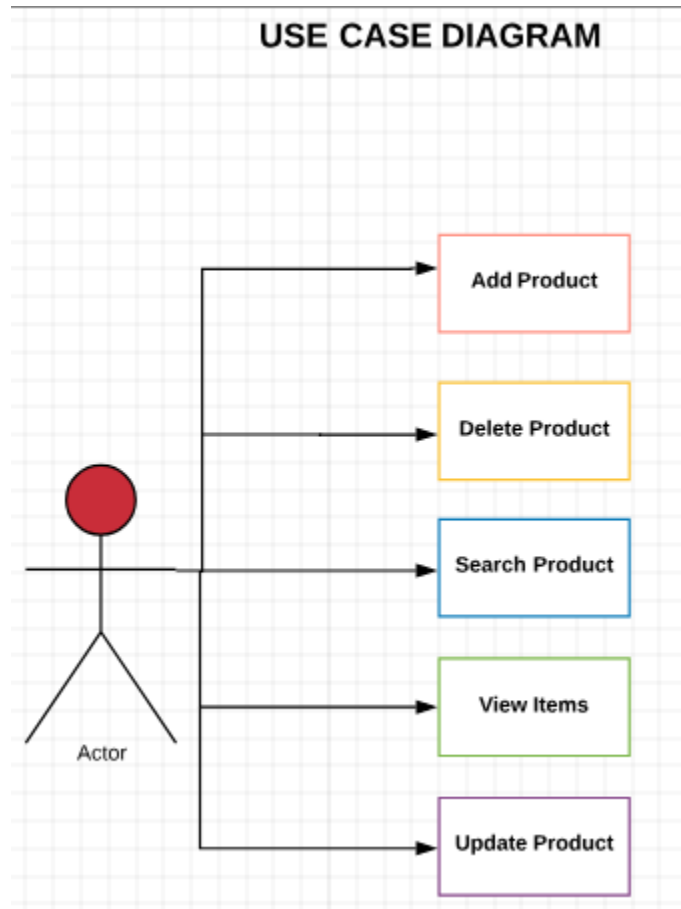 USE CASE DIAGRAM
Add Product
Delete Product
Search Product
View Items
Actor
Update Product